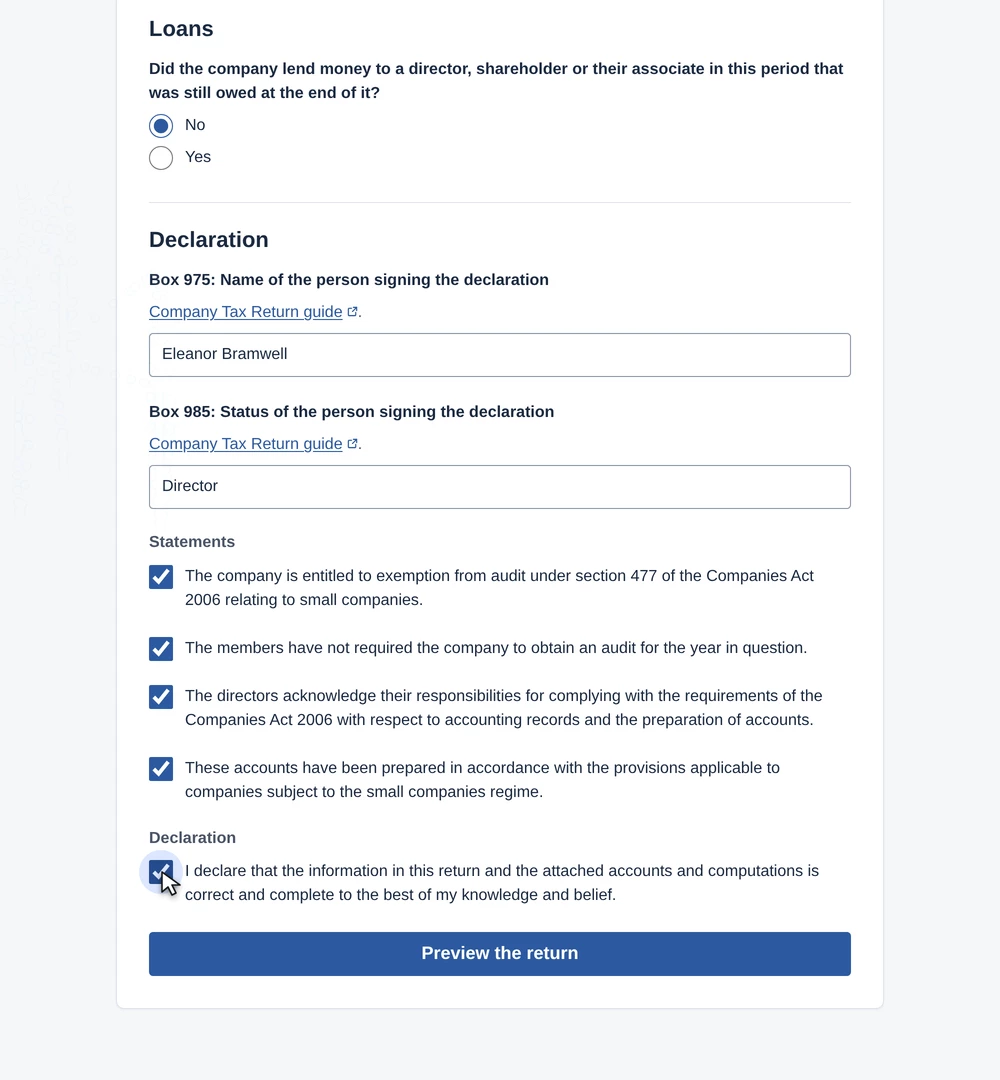 Loans
Did the company lend money to a director, shareholder or their associate in this period that
was still owed at the end of it?
No
Yes
Declaration
Box 975: Name of the person signing the declaration
Company Tax Return guide.
Eleanor Bramwell
Box 985: Status of the person signing the declaration
Company Tax Return guide.
Director
Statements
The company is entitled to exemption from audit under section 477 of the Companies Act
2006 relating to small companies.
The members have not required the company to obtain an audit for the year in question.
The directors acknowledge their responsibilities for complying with the requirements of the
Companies Act 2006 with respect to accounting records and the preparation of accounts.
These accounts have been prepared in accordance with the provisions applicable to
companies subject to the small companies regime.
Declaration
I declare that the information in this return and the attached accounts and computations is
correct and complete to the best of my knowledge and belief.
Preview the return